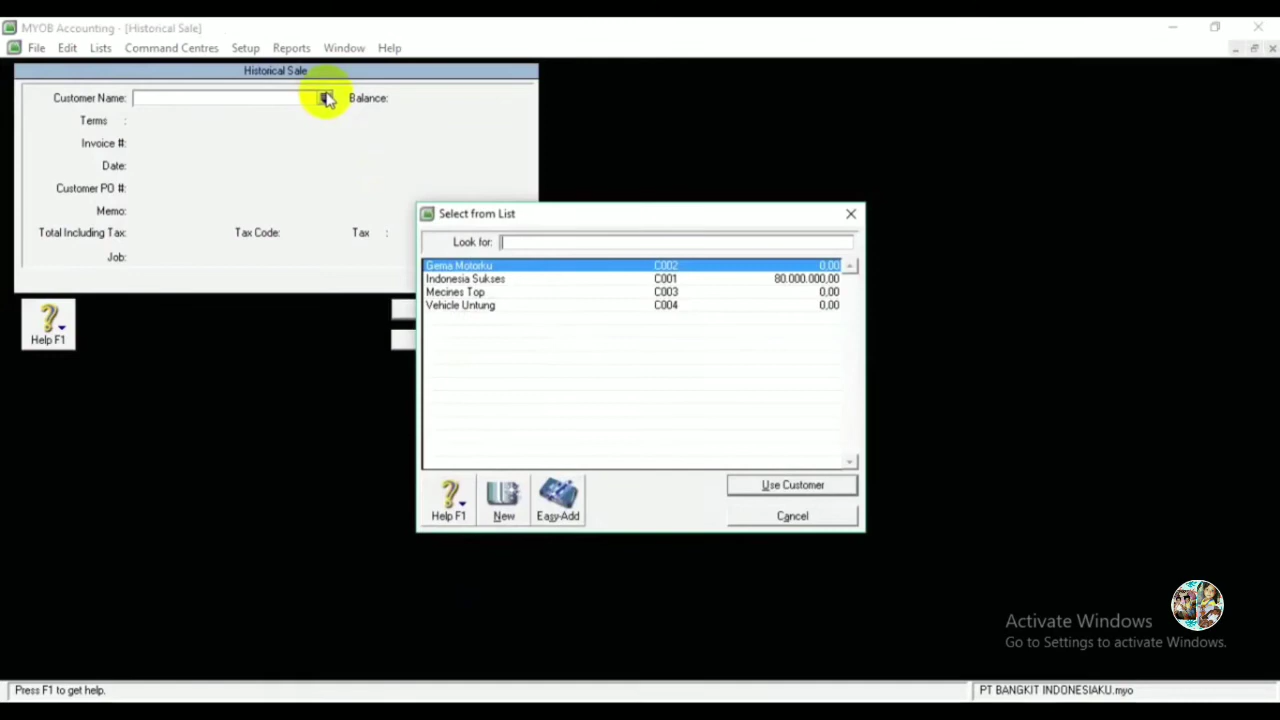 MYOB Accounting - [Historical Sale]
File Edit Lists Command Centres Setup Reports Window Help
Historical Sale
Customer Name: Balance:
Terms :
Invoice #:
Date:
Customer PO #:
Memo:
Total Including Tax: Tax Code: Tax :
Job:
Help F1
Select from List
Look for:
Gema Motorku C002 0,00
Indonesia Sukses C001 80.000.000,00
Mecines Top C003 0,00
Vehicle Untung C004 0,00
Help F1 New Easy-Add
Use Customer
Cancel
Activate Windows
Go to Settings to activate Windows.
Press F1 to get help. PT BANGKIT INDONESIAKU.myo